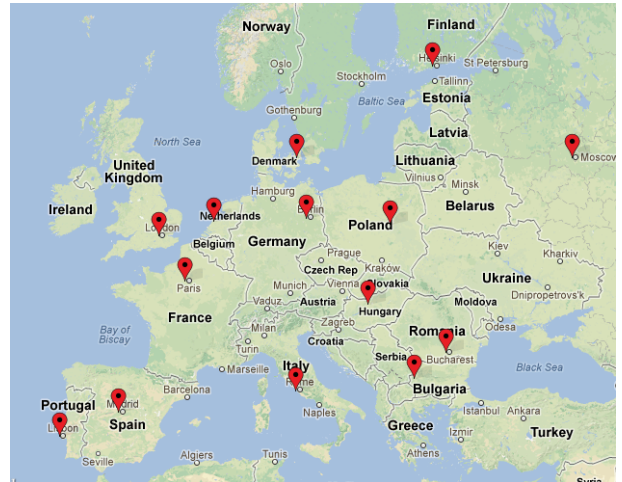 Finland
Norway
Helsinki
Oslo
St Petersburg
Stockholm
Tallinn
Baltic Sea
Estonia
Gothenburg
Latvia
North Sea
Denmark
Lithuania
Moscow
United
Kingdom
Vilnius
Minsk
Hamburg
Ireland
Netherlands
Berlin
Belarus
London
Poland
Belgium
Germany
Kiev
Kharkiv
Prague
Czech Rep
Kraków
Paris
Ukraine
Munich
Vienna
Slovakia
Dnipropetrovs'k
Vaduz
Austria
Moldova
France
Hungary
Zagreb
Odesa
Bay of
Biscay
Milan
Romania
Turin
Croatia
Serbia
Bucharest
Marseille
Italy
Black Sea
Rome
Bulgaria
Barcelona
Portugal
Madrid
Naples
Istanbul
Ankara
Lisbon
Spain
Greece
Izmir
Turkey
Seville
Algiers
Tunis
Athens